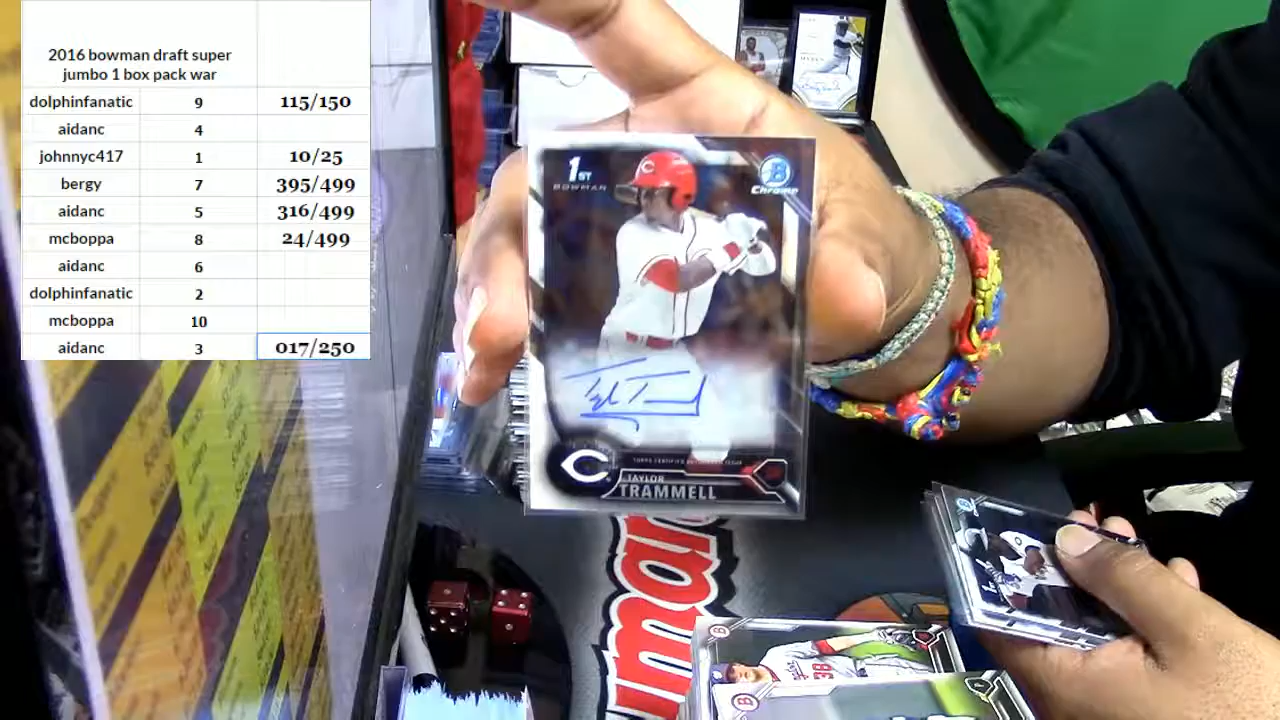 2016 bowman draft super
jumbo 1 box pack war
dolphinfanatic 9 115/150
aidanc 4
johnnyc417 1 10/25
bergy 7 395/499
aidanc 5 316/499
mcboppa 8 24/499
aidanc 6
dolphinfanatic 2
mcboppa 10
aidanc 3 017/250
1ST
BOWMAN
B
Chrome
TOPPS CERTIFIED AUTOGRAPH ISSUE
C
TAYLOR
TRAMMELL
38